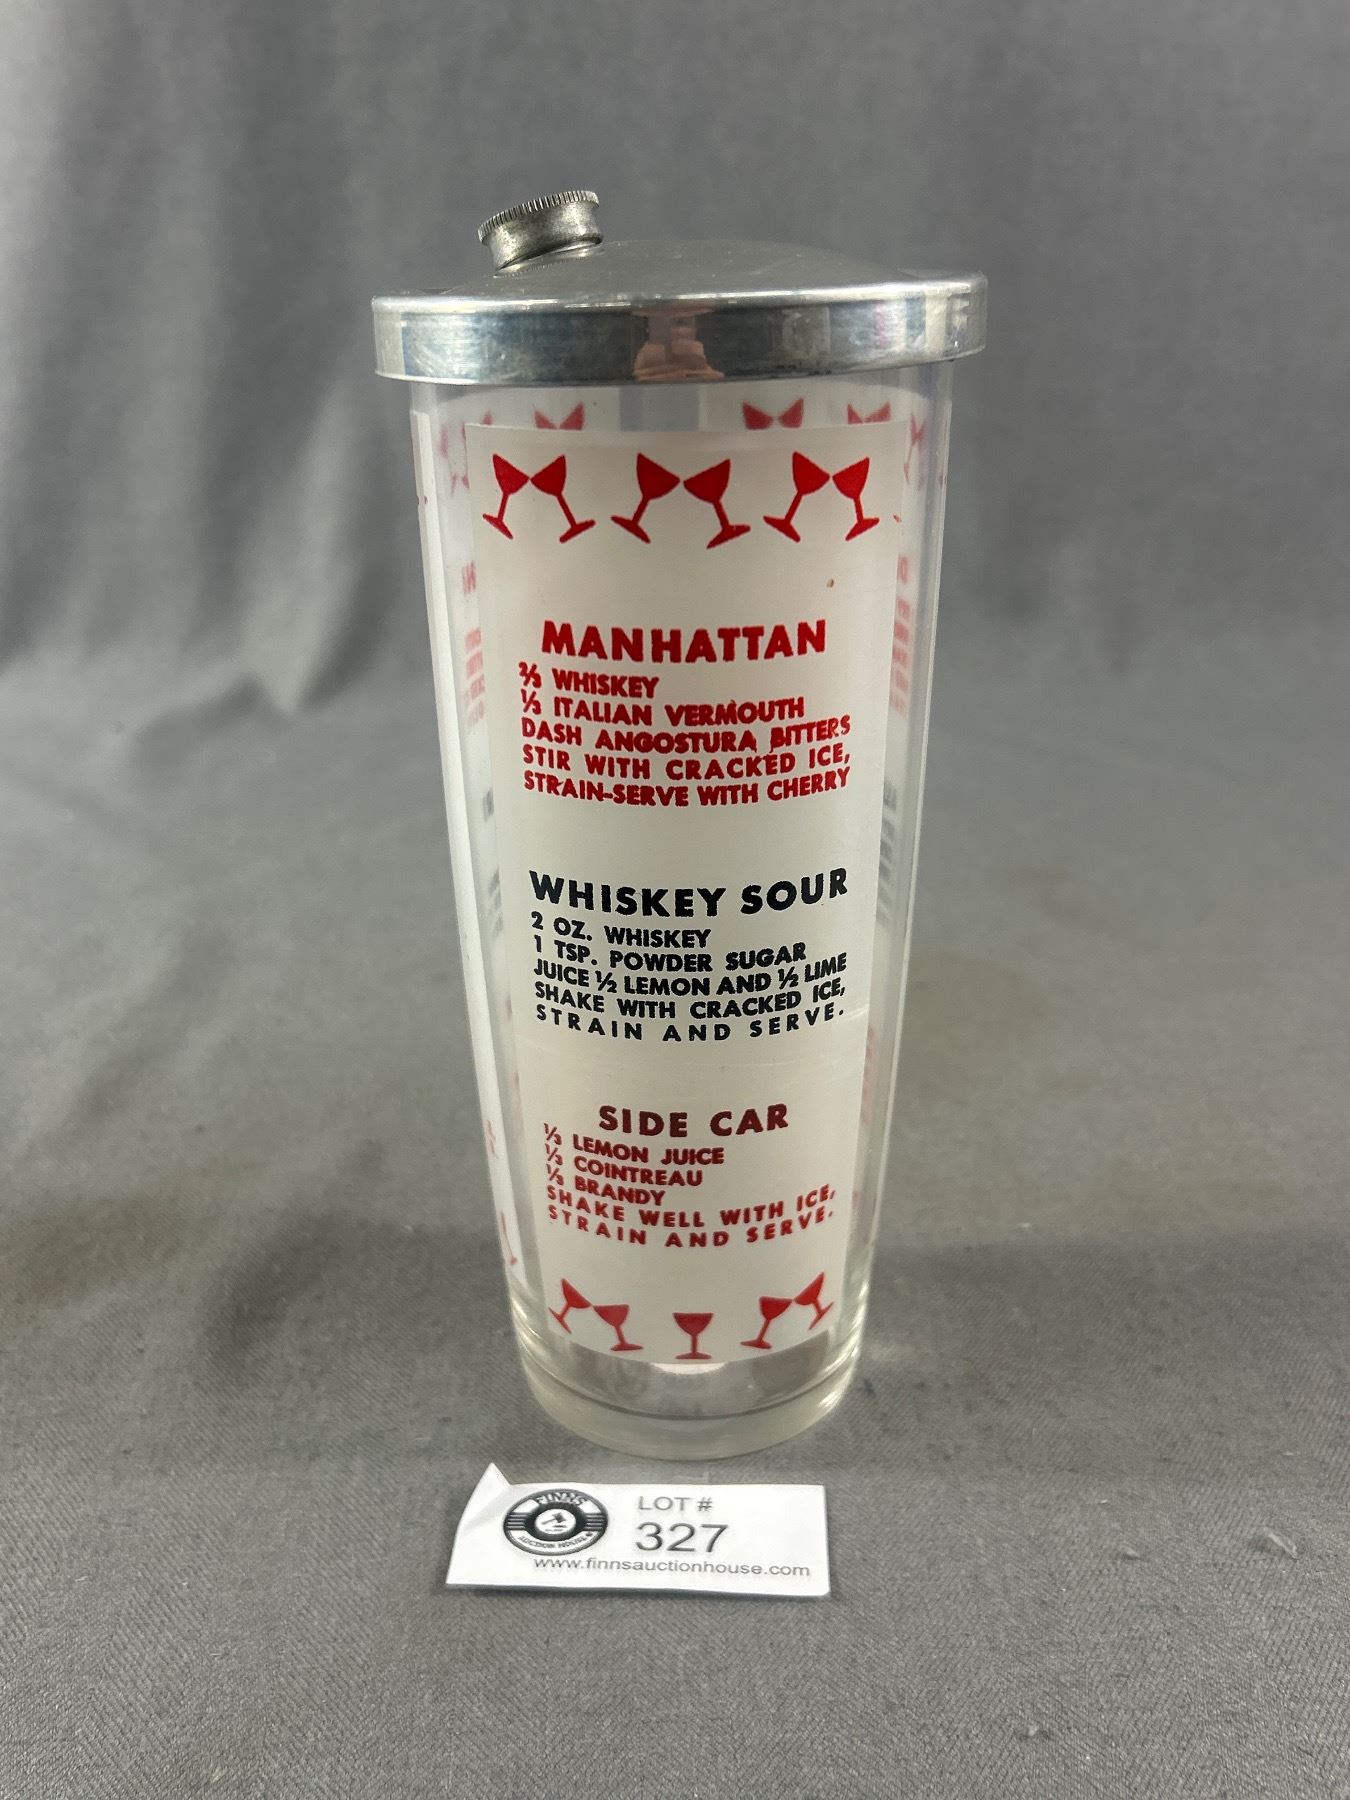 MANHATTAN
⅔ WHISKEY
⅓ ITALIAN VERMOUTH
DASH ANGOSTURA BITTERS
STIR WITH CRACKED ICE,
STRAIN-SERVE WITH CHERRY
WHISKEY SOUR
2 OZ. WHISKEY
1 TSP. POWDER SUGAR
JUICE ½ LEMON AND ½ LIME
SHAKE WITH CRACKED ICE,
STRAIN AND SERVE.
SIDE CAR
⅓ LEMON JUICE
⅓ COINTREAU
⅓ BRANDY
SHAKE WELL WITH ICE,
STRAIN AND SERVE.
FINNS
AUCTION HOUSE
LOT #
327
www.finnsauctionhouse.com